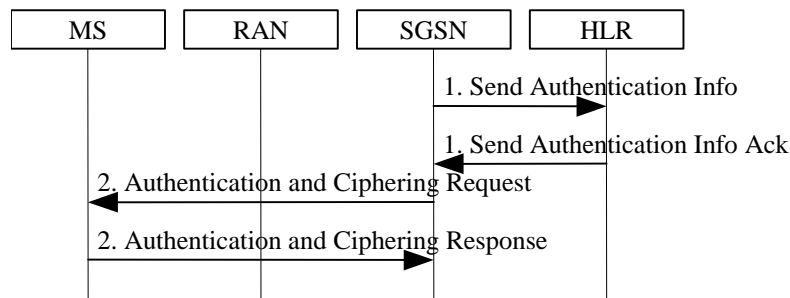 MS RAN SGSN HLR
1. Send Authentication Info
1. Send Authentication Info Ack
2. Authentication and Ciphering Request
2. Authentication and Ciphering Response